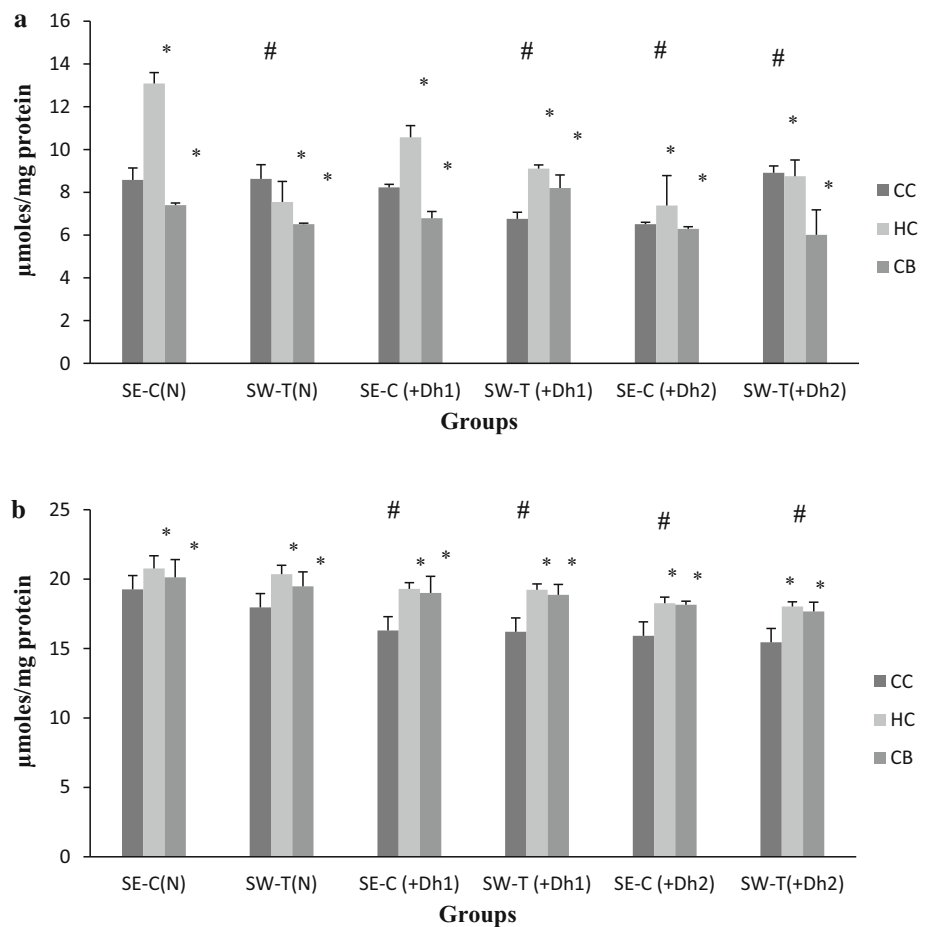 a
16
14
12
10
8
6
4
2
0
µmoles/mg protein
* # # # #
* * * * * *
* * * * *
SE-C(N) SW-T(N) SE-C (+Dh1) SW-T (+Dh1) SE-C (+Dh2) SW-T(+Dh2)
Groups
CC
HC
CB
b
25
20
15
10
5
0
µmoles/mg protein
# # # #
* * * * * * * * * * * *
SE-C(N) SW-T(N) SE-C (+Dh1) SW-T (+Dh1) SE-C (+Dh2) SW-T(+Dh2)
Groups
CC
HC
CB